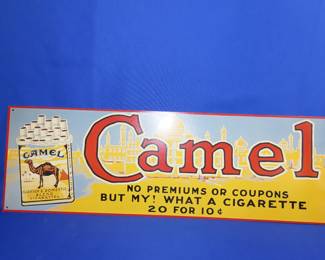 Camel
CAMEL
NO PREMIUMS OR COUPONS
BUT MY! WHAT A CIGARETTE
20 FOR 10¢